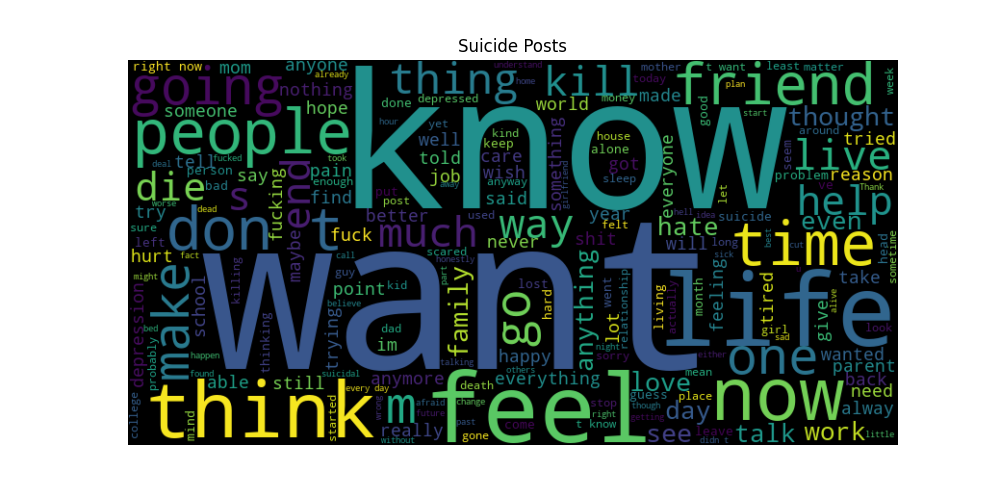 Suicide Posts
right now mom anyone already thing kill understand home mother today t want least matter
going nothing friend plan week
someone hope done depressed world money made good start thought
people know yet well kind keep house alone around tried
deal tell fucked took told care something got everyone seem live
person say pain enough job wish anyway girlfriend sleep problem reason
die bad s find put post away said let ve Thank
worse dead fucking end better used year hell idea suicide help
try much way felt hate even
sure don t fuck never shit will long best time head sometime
left fact maybe call scared honestly sick cut
hurt might guy part lost anything went take
make school killing point kid go hard relationship living actually month feeling tired alive look
depression believe family lot girl give life
want
trying dad im talking happy night sorry sad
bed probably happen thinking others either one wanted parent
found suicidal anymore everything love mean back
able still every day death guess place need
think m feel now
college mind started wrong afraid change future stop though day alway
really past come right getting see leave talk work little
without gone t know didn t